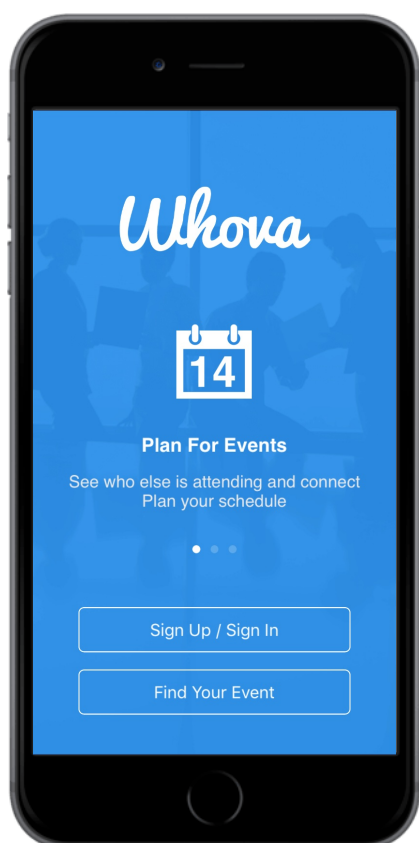 Whova
14
Plan For Events
See who else is attending and connect
Plan your schedule
Sign Up / Sign In
Find Your Event